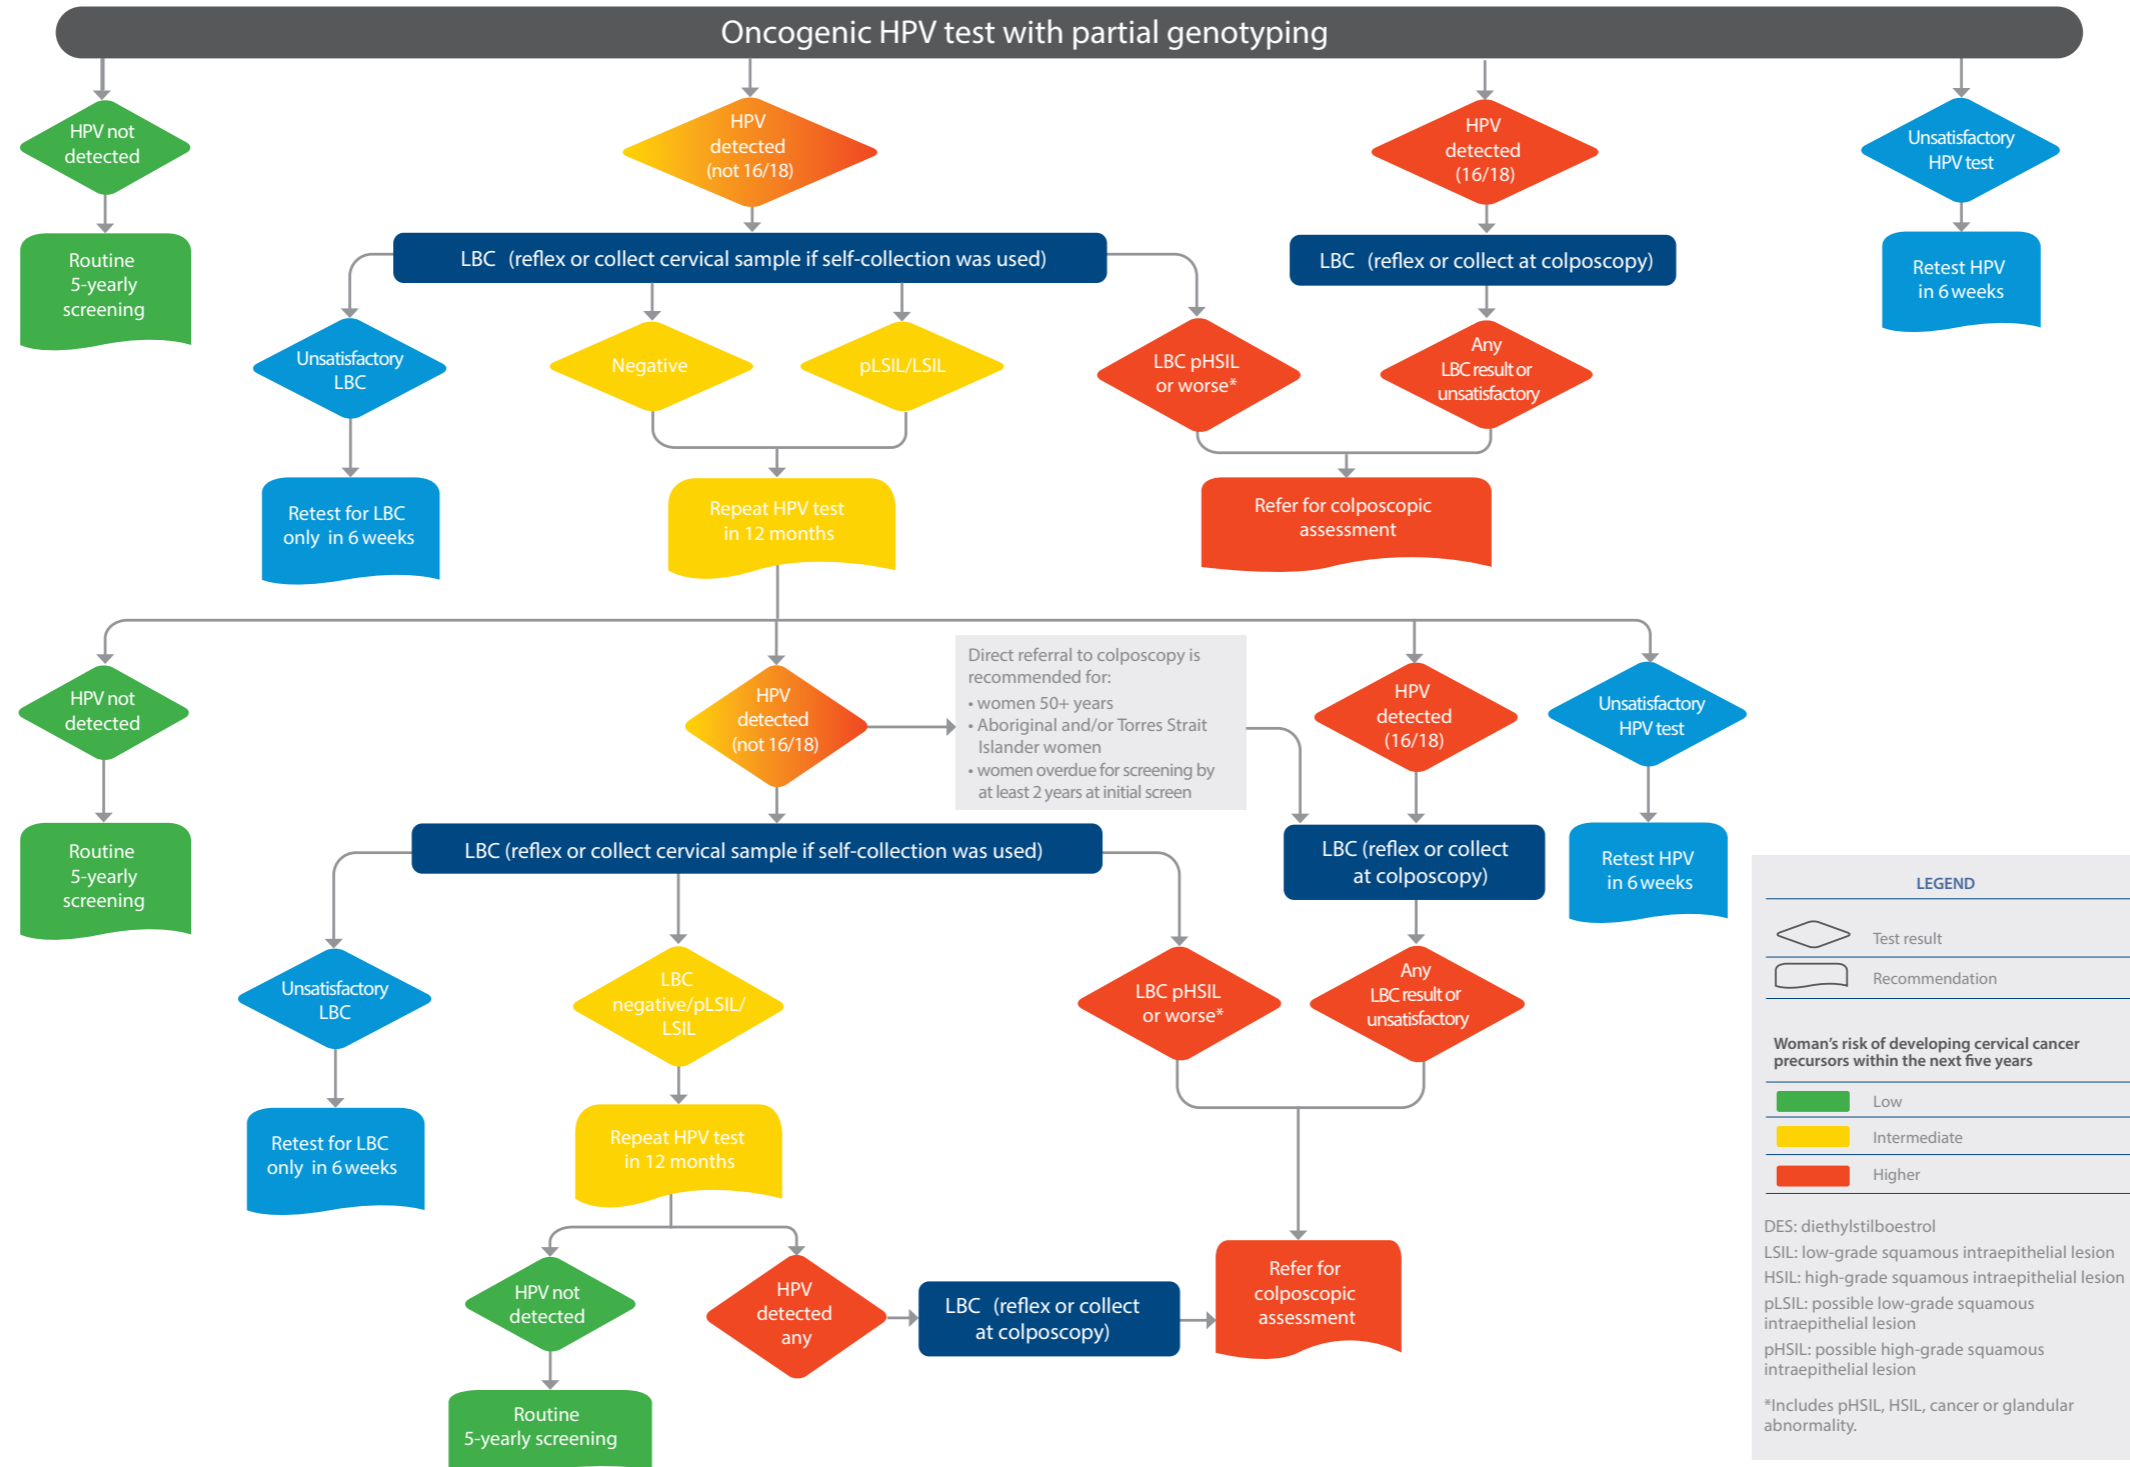 Oncogenic HPV test with partial genotyping
HPV not
detected
HPV
detected
(not 16/18)
HPV
detected
(16/18)
Unsatisfactory
HPV test
Routine
5-yearly
screening
LBC (reflex or collect cervical sample if self-collection was used)
LBC (reflex or collect at colposcopy)
Retest HPV
in 6 weeks
Unsatisfactory
LBC
Negative
pLSIL/LSIL
LBC pHSIL
or worse*
Any
LBC result or
unsatisfactory
Retest for LBC
only in 6 weeks
Repeat HPV test
in 12 months
Refer for colposcopic
assessment
HPV not
detected
HPV
detected
(not 16/18)
Direct referral to colposcopy is
recommended for:
• women 50+ years
• Aboriginal and/or Torres Strait
Islander women
• women overdue for screening by
at least 2 years at initial screen
HPV
detected
(16/18)
Unsatisfactory
HPV test
Routine
5-yearly
screening
LBC (reflex or collect cervical sample if self-collection was used)
LBC (reflex or collect
at colposcopy)
Retest HPV
in 6 weeks
Unsatisfactory
LBC
LBC
negative/pLSIL/
LSIL
LBC pHSIL
or worse*
Any
LBC result or
unsatisfactory
Retest for LBC
only in 6 weeks
Repeat HPV test
in 12 months
HPV not
detected
HPV
detected
any
LBC (reflex or collect
at colposcopy)
Refer for
colposcopic
assessment
Routine
5-yearly screening
LEGEND
Test result
Recommendation
Woman's risk of developing cervical cancer
precursors within the next five years
Low
Intermediate
Higher
DES: diethylstilboestrol
LSIL: low-grade squamous intraepithelial lesion
HSIL: high-grade squamous intraepithelial lesion
pLSIL: possible low-grade squamous
intraepithelial lesion
pHSIL: possible high-grade squamous
intraepithelial lesion
*Includes pHSIL, HSIL, cancer or glandular
abnormality.